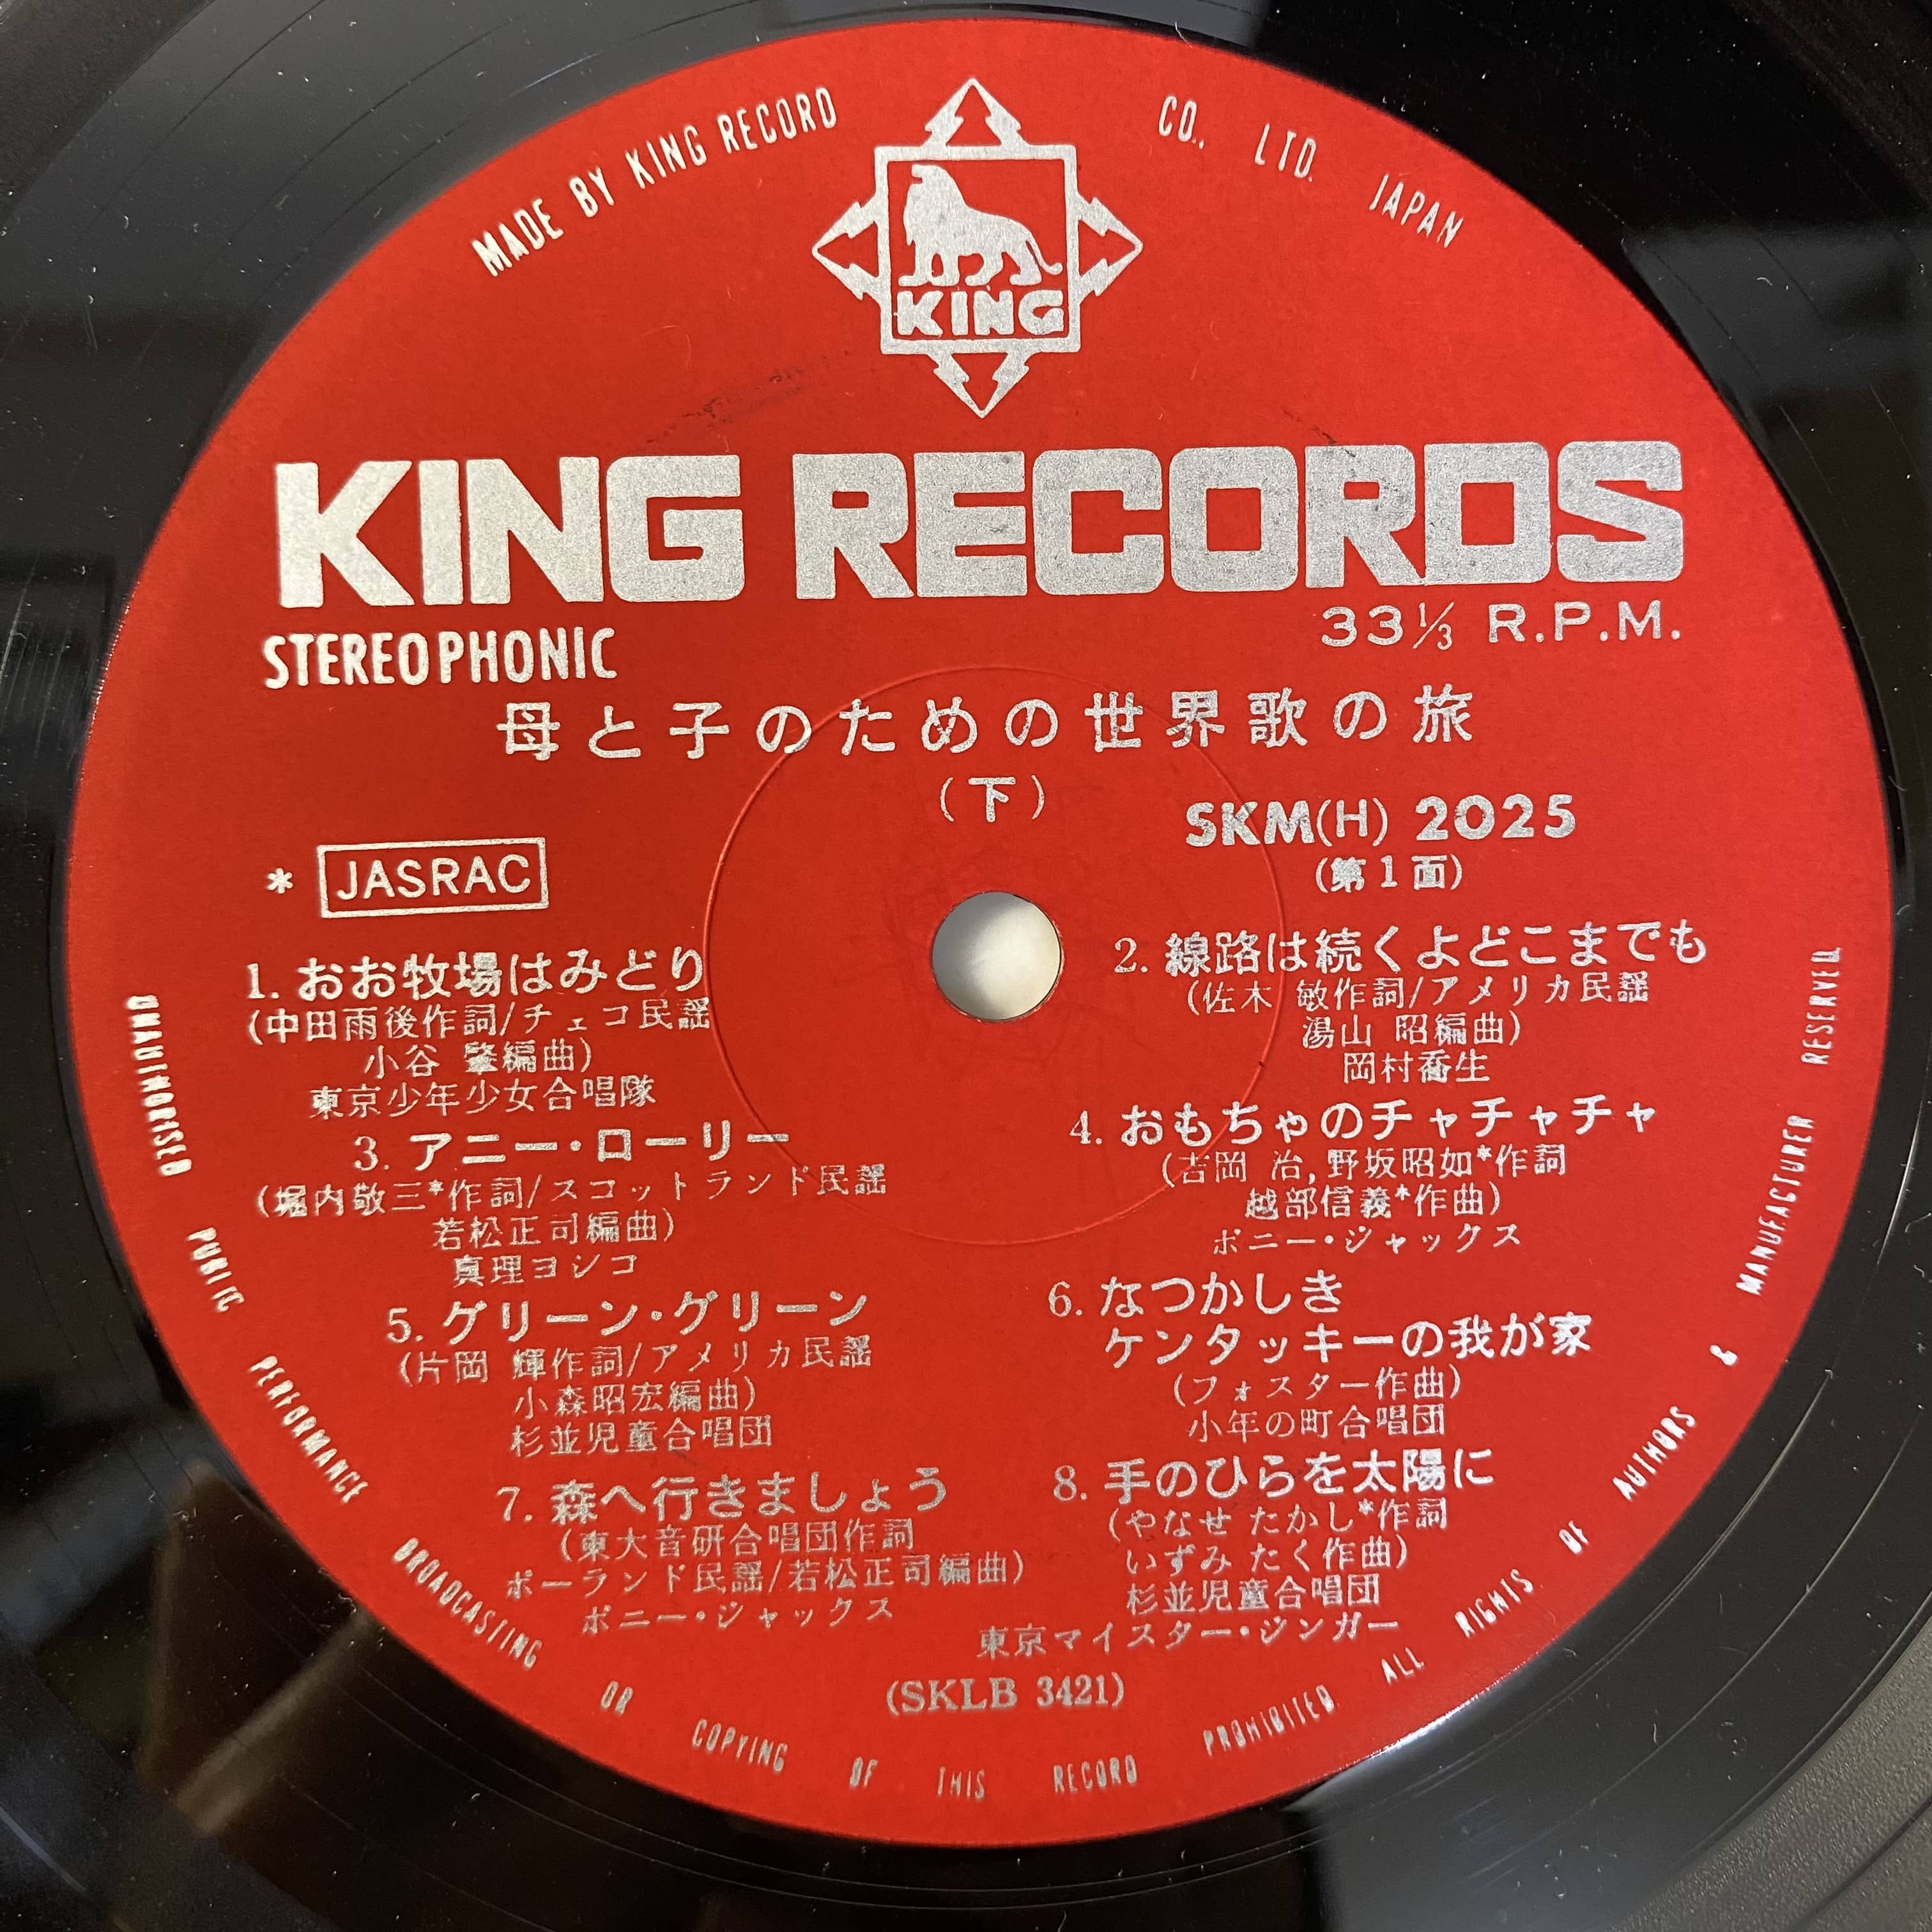 MADE BY KING RECORD CO., LTD. JAPAN
KING
KING RECORDS
STEREOPHONIC
33⅓ R.P.M.
母と子のための世界歌の旅
(下)
SKM(H) 2025
(第1面)
* JASRAC
1. おお牧場はみどり
(中田雨後作詞/チェコ民謡
小谷 肇編曲)
東京少年少女合唱隊
2. 線路は続くよどこまでも
(佐木 敏作詞/アメリカ民謡
湯山 昭編曲)
岡村喬生
3. アニー・ローリー
(堀内敬三*作詞/スコットランド民謡
若松正司編曲)
真理ヨシコ
4. おもちゃのチャチャチャ
(吉岡 治,野坂昭如*作詞
越部信義*作曲)
ボニー・ジャックス
5. グリーン・グリーン
(片岡 輝作詞/アメリカ民謡
小森昭宏編曲)
杉並児童合唱団
6. なつかしき
ケンタッキーの我が家
(フォスター作曲)
小年の町合唱団
7. 森へ行きましょう
(東大音研合唱団作詞
ポーランド民謡/若松正司編曲)
ボニー・ジャックス
8. 手のひらを太陽に
(やなせ たかし*作詞
いずみ たく作曲)
杉並児童合唱団
東京マイスター・ジンガー
(SKLB 3421)
UNAUTHORISED PUBLIC PERFORMANCE BROADCASTING OR COPYING OF THIS RECORD PROHIBITED ALL RIGHTS OF AUTHORS & MANUFACTURER RESERVED